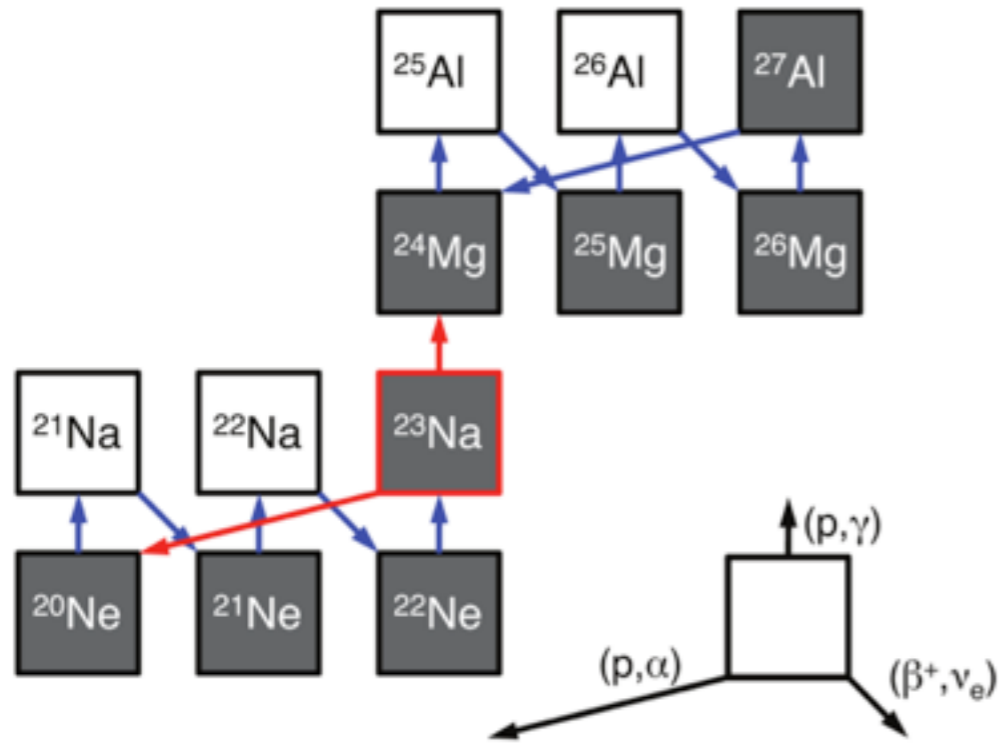 ²⁵Al ²⁶Al ²⁷Al
²⁴Mg ²⁵Mg ²⁶Mg
²¹Na ²²Na ²³Na
²⁰Ne ²¹Ne ²²Ne
(p,γ)
(p,α)
(β⁺,νₑ)